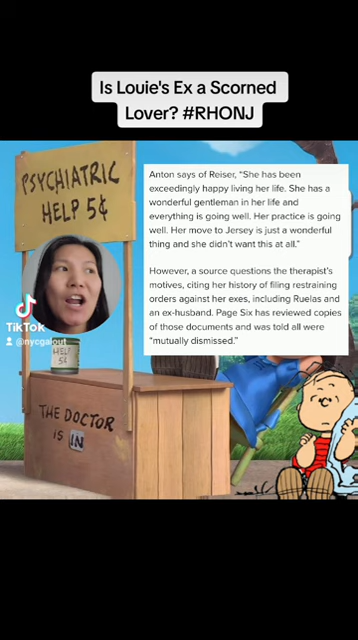 Is Louie's Ex a Scorned
Lover? #RHONJ
PSYCHIATRIC
HELP 5¢
Anton says of Reiser, “She has been
exceedingly happy living her life. She has a
wonderful gentleman in her life and
everything is going well. Her practice is going
well. Her move to Jersey is just a wonderful
thing and she didn’t want this at all.”
However, a source questions the therapist’s
motives, citing her history of filing restraining
orders against her exes, including Ruelas and
an ex-husband. Page Six has reviewed copies
of those documents and was told all were
“mutually dismissed.”
TikTok
@nycgalout
HELP
5¢
THE DOCTOR
IS IN